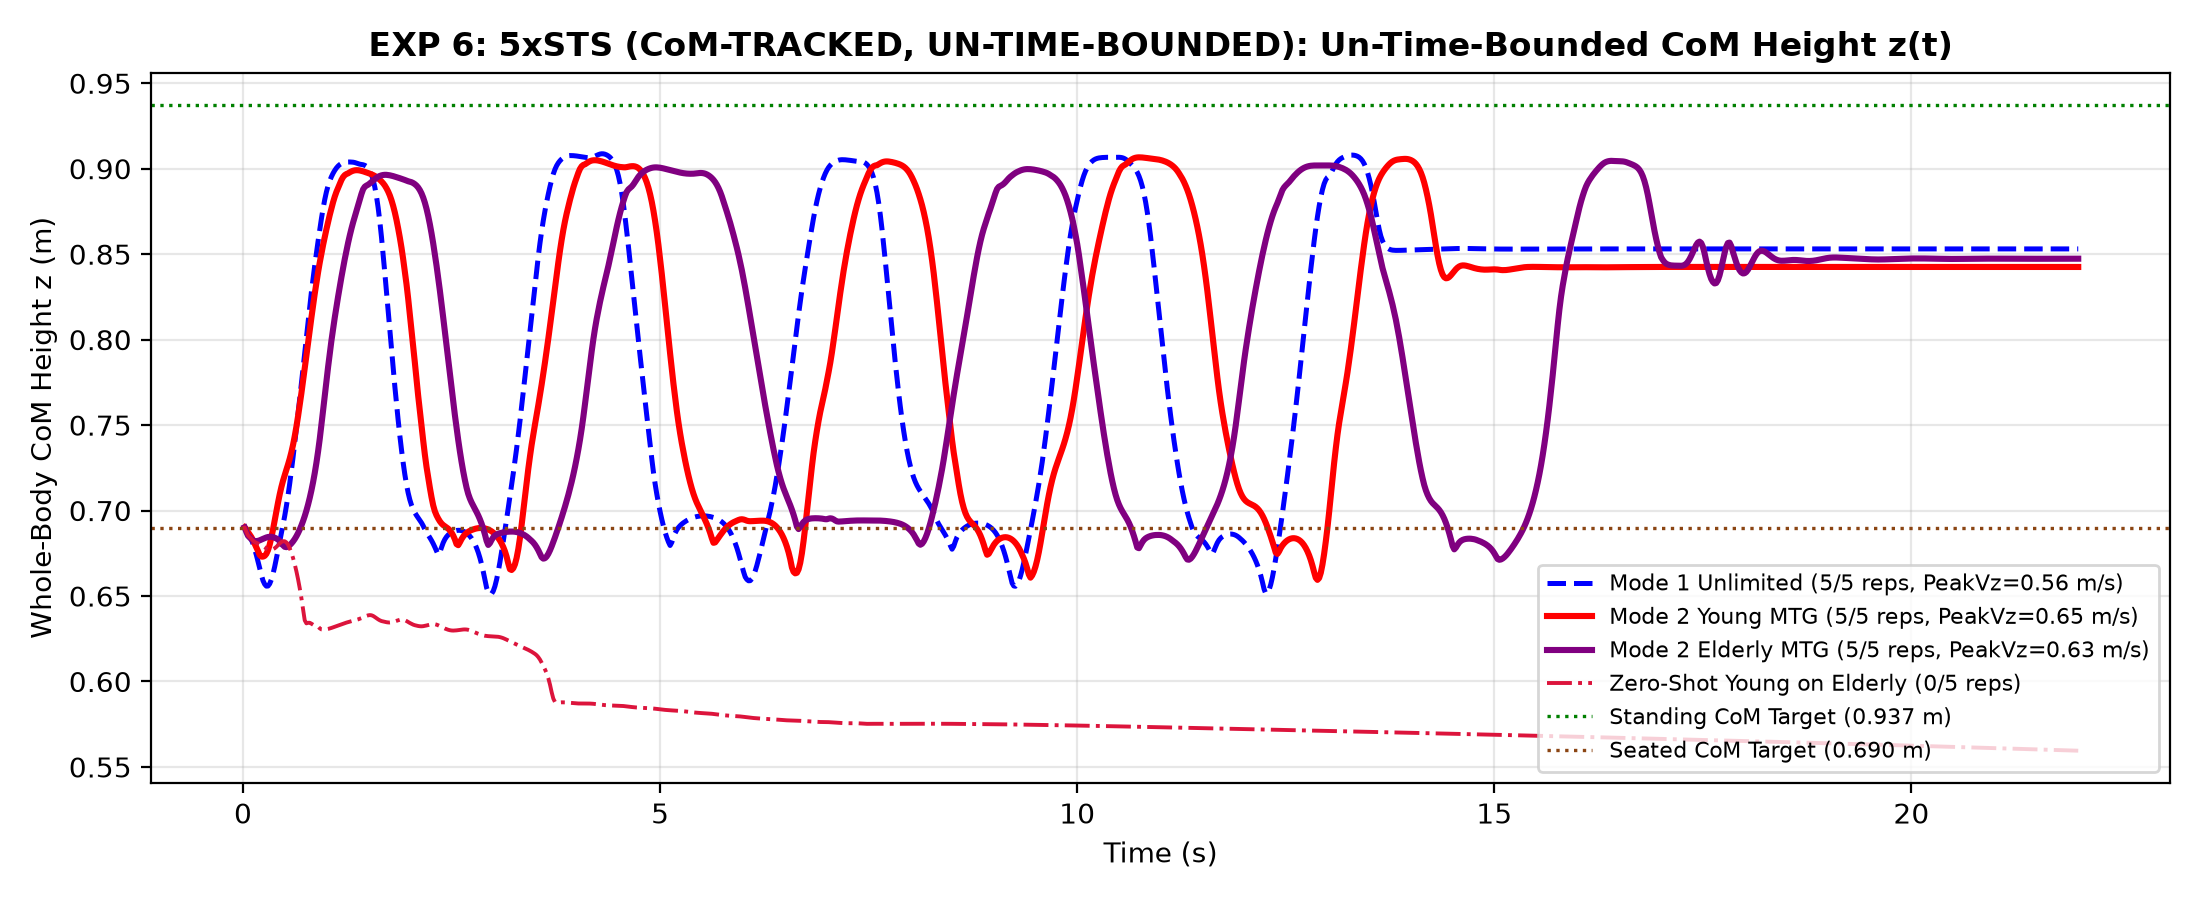 EXP 6: 5xSTS (CoM-TRACKED, UN-TIME-BOUNDED): Un-Time-Bounded CoM Height z(t)
Whole-Body CoM Height z (m)
0.95
0.90
0.85
0.80
0.75
0.70
0.65
0.60
0.55
Mode 1 Unlimited (5/5 reps, PeakVz=0.56 m/s)
Mode 2 Young MTG (5/5 reps, PeakVz=0.65 m/s)
Mode 2 Elderly MTG (5/5 reps, PeakVz=0.63 m/s)
Zero-Shot Young on Elderly (0/5 reps)
Standing CoM Target (0.937 m)
Seated CoM Target (0.690 m)
0
5
10
15
20
Time (s)